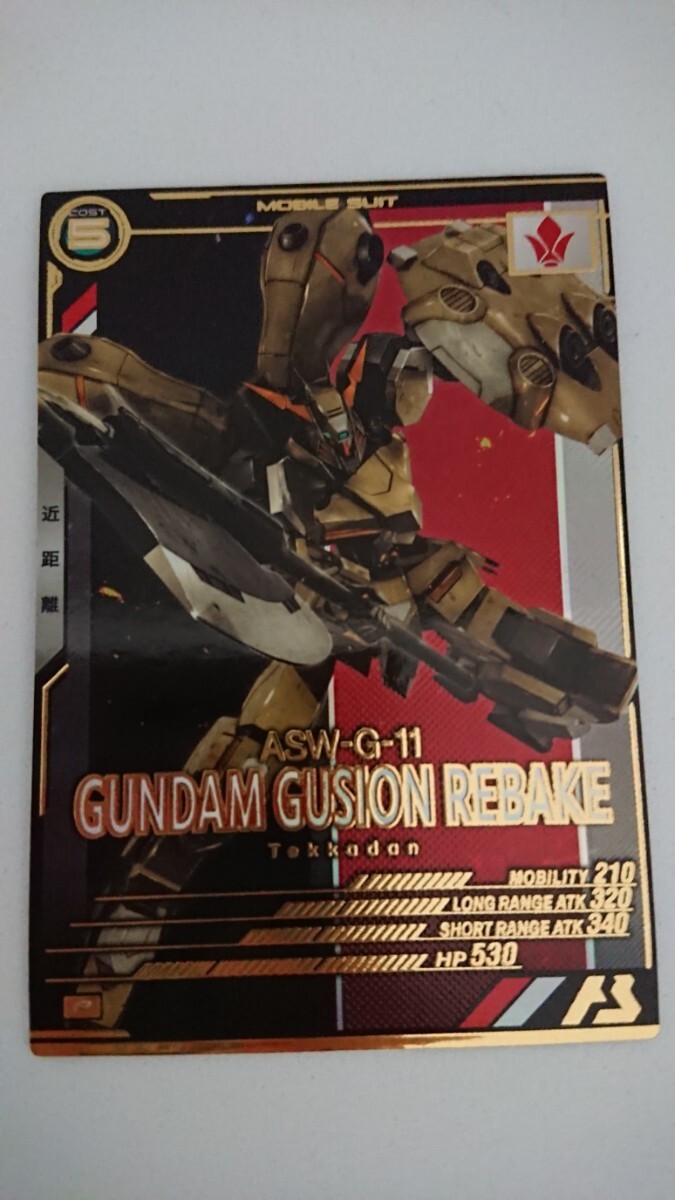 MOBILE SUIT
COST
5
近距離
ASW-G-11
GUNDAM GUSION REBAKE
Tekkadan
MOBILITY 210
LONG RANGE ATK 320
SHORT RANGE ATK 340
HP 530
P